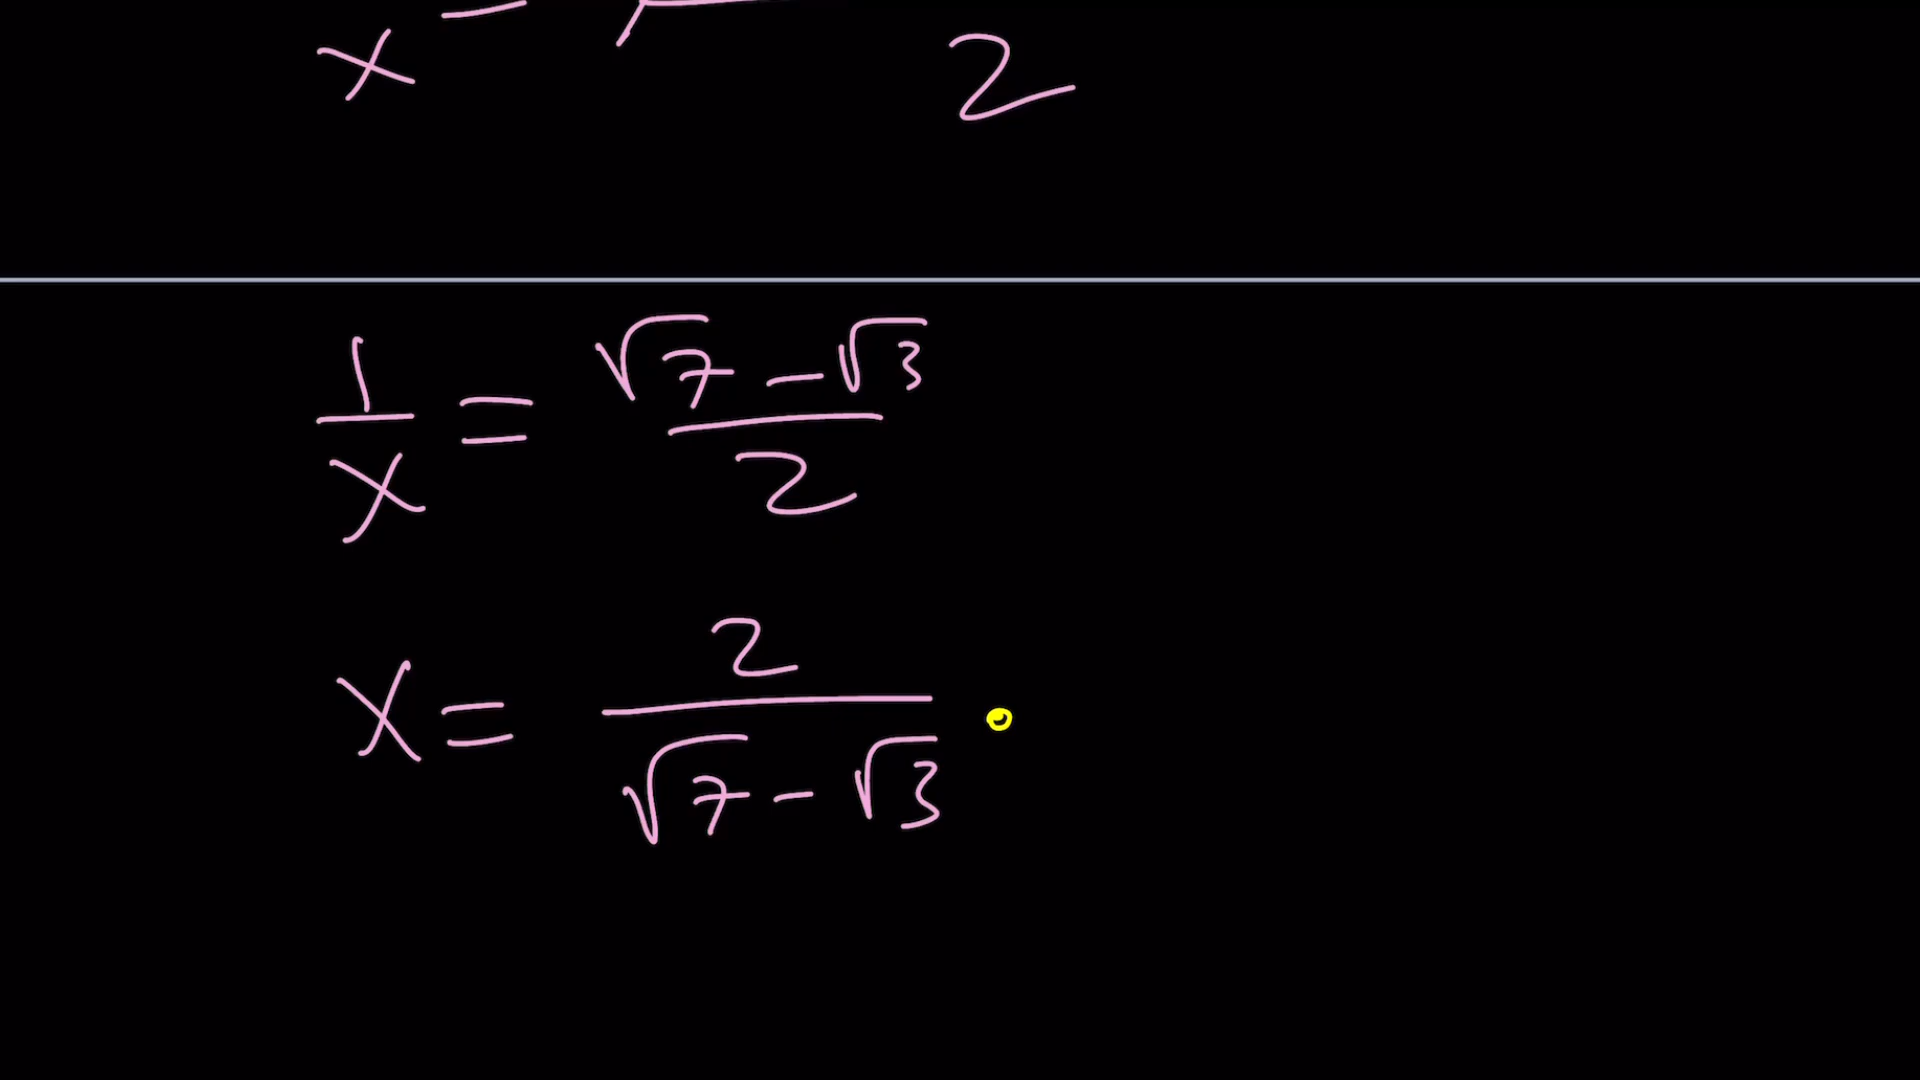 x = 2
1/x = (√7 - √3)/2
x = 2/(√7 - √3)